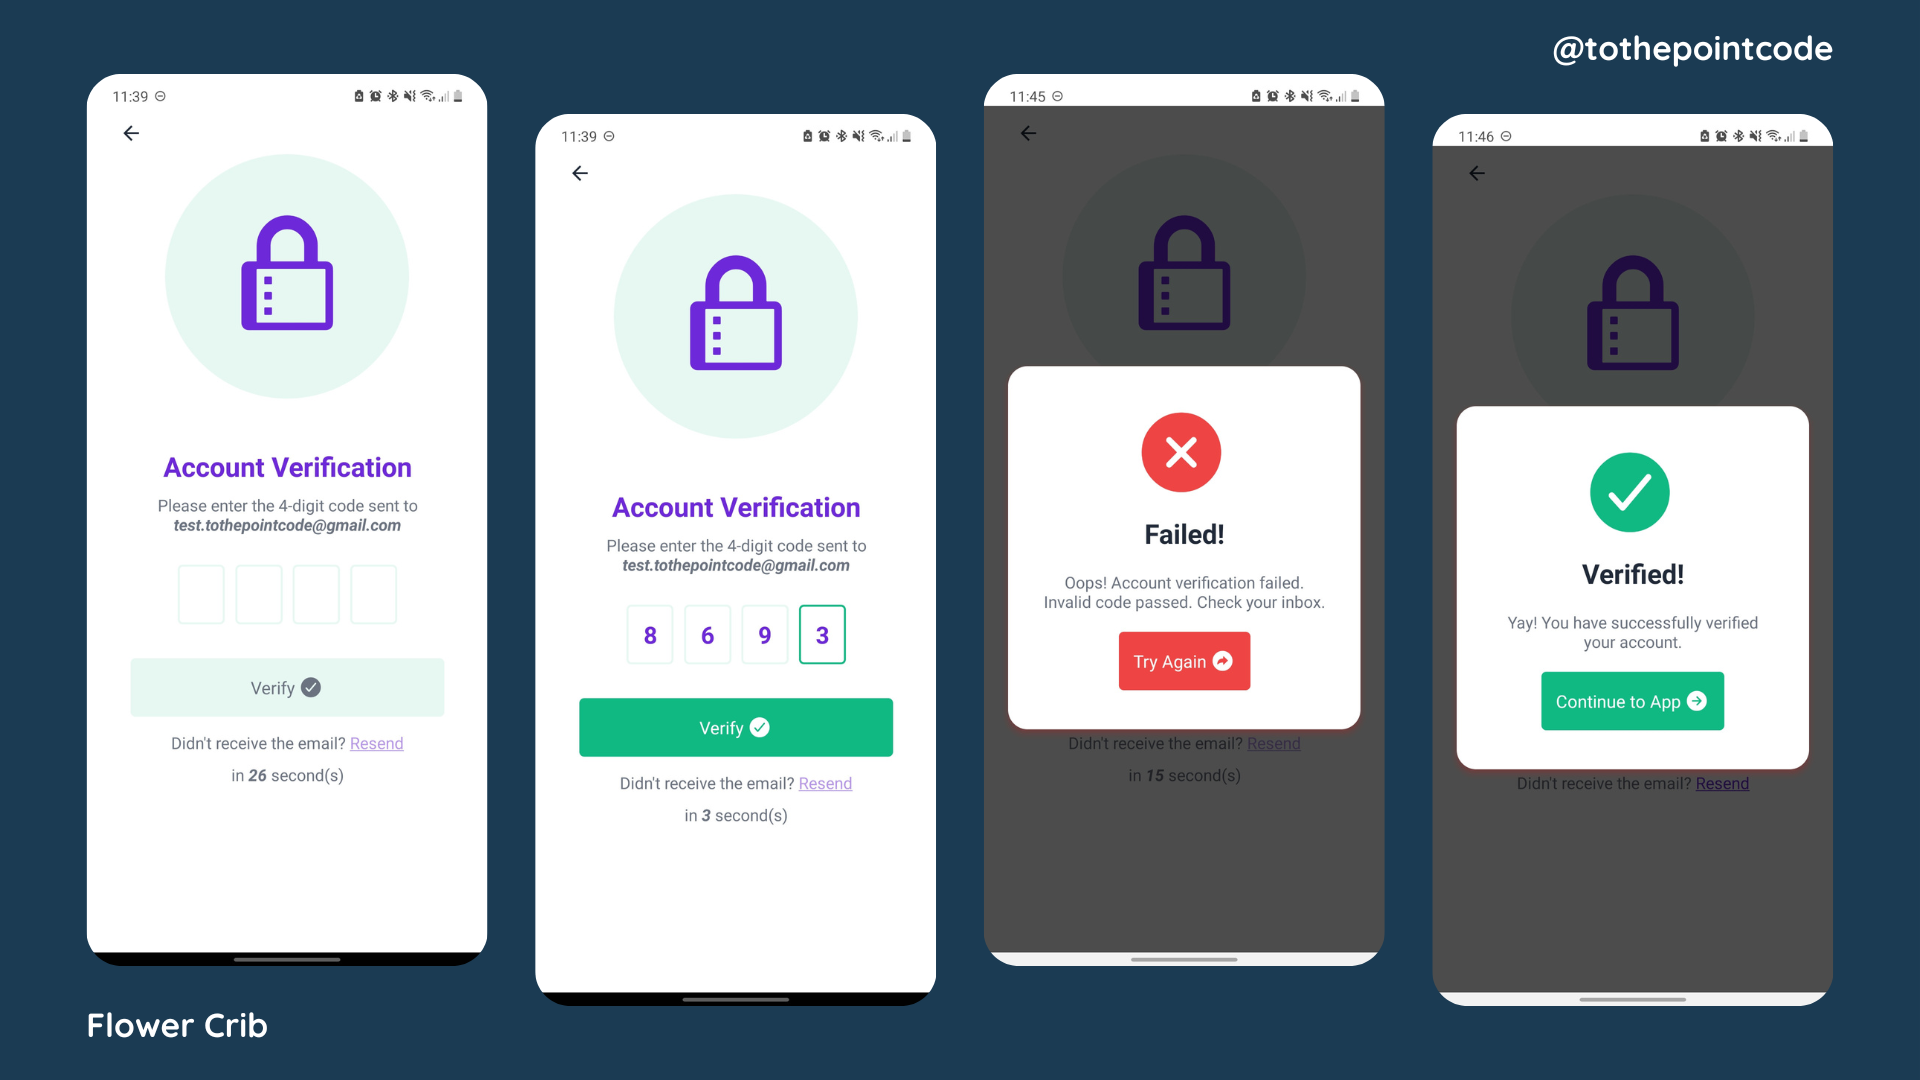 @tothepointcode
11:39
Account Verification
Please enter the 4-digit code sent to
test.tothepointcode@gmail.com
Verify
Didn't receive the email? Resend
in 26 second(s)
11:39
Account Verification
Please enter the 4-digit code sent to
test.tothepointcode@gmail.com
8 6 9 3
Verify
Didn't receive the email? Resend
in 3 second(s)
11:45
Failed!
Oops! Account verification failed.
Invalid code passed. Check your inbox.
Try Again
Didn't receive the email? Resend
in 15 second(s)
11:46
Verified!
Yay! You have successfully verified
your account.
Continue to App
Didn't receive the email? Resend
Flower Crib